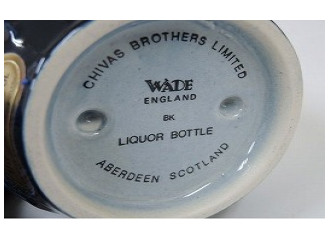 CHIVAS BROTHERS LIMITED
WADE
ENGLAND
BK
LIQUOR BOTTLE
ABERDEEN SCOTLAND